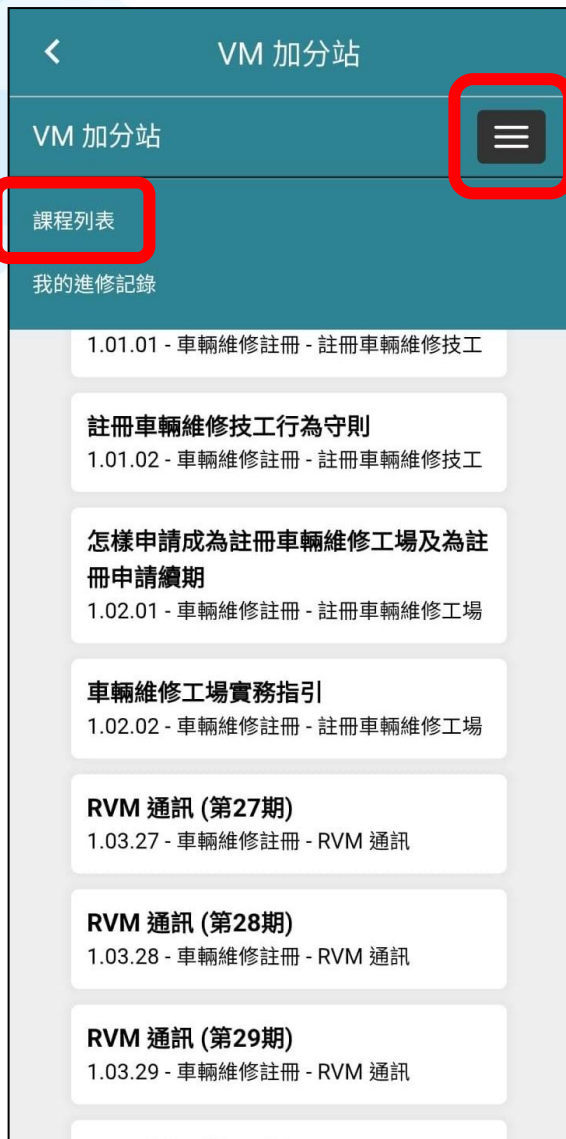 VM 加分站
VM 加分站
課程列表
我的進修記錄
1.01.01 - 車輛維修註冊 - 註冊車輛維修技工
註冊車輛維修技工行為守則
1.01.02 - 車輛維修註冊 - 註冊車輛維修技工
怎樣申請成為註冊車輛維修工場及為註
冊申請續期
1.02.01 - 車輛維修註冊 - 註冊車輛維修工場
車輛維修工場實務指引
1.02.02 - 車輛維修註冊 - 註冊車輛維修工場
RVM 通訊 (第27期)
1.03.27 - 車輛維修註冊 - RVM 通訊
RVM 通訊 (第28期)
1.03.28 - 車輛維修註冊 - RVM 通訊
RVM 通訊 (第29期)
1.03.29 - 車輛維修註冊 - RVM 通訊